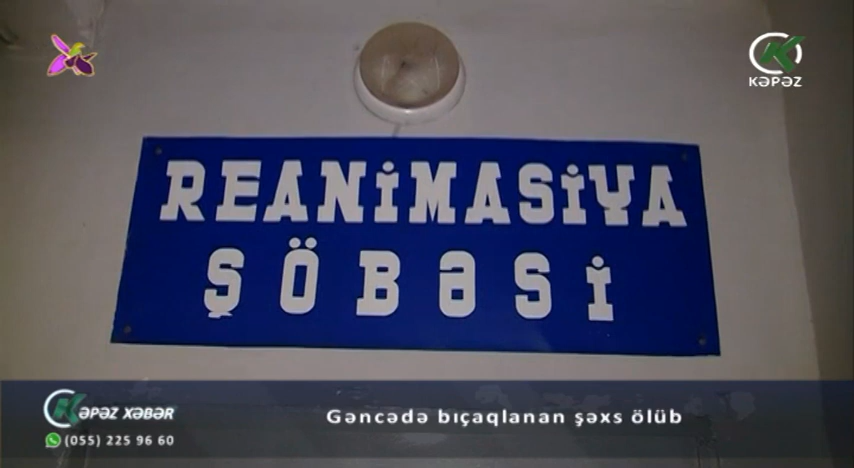 KƏPƏZ
REANİMASİYA
ŞÖBƏSİ
KƏPƏZ XƏBƏR
Gəncədə bıçaqlanan şəxs ölüb
(055) 225 96 60